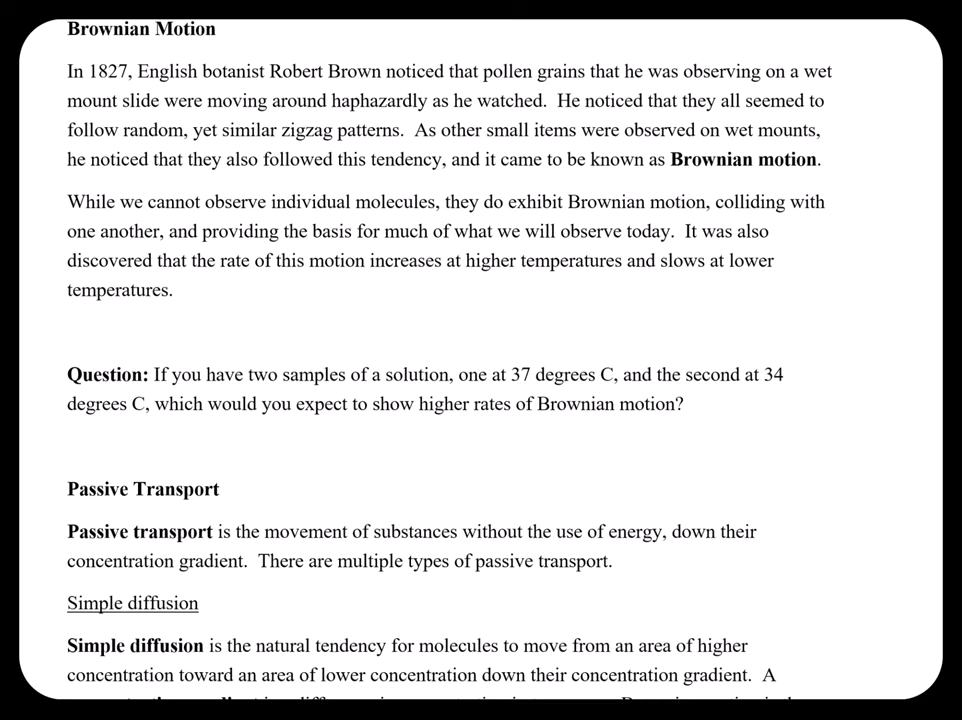 Brownian Motion
In 1827, English botanist Robert Brown noticed that pollen grains that he was observing on a wet
mount slide were moving around haphazardly as he watched.  He noticed that they all seemed to
follow random, yet similar zigzag patterns.  As other small items were observed on wet mounts,
he noticed that they also followed this tendency, and it came to be known as Brownian motion.
While we cannot observe individual molecules, they do exhibit Brownian motion, colliding with
one another, and providing the basis for much of what we will observe today.  It was also
discovered that the rate of this motion increases at higher temperatures and slows at lower
temperatures.
Question: If you have two samples of a solution, one at 37 degrees C, and the second at 34
degrees C, which would you expect to show higher rates of Brownian motion?
Passive Transport
Passive transport is the movement of substances without the use of energy, down their
concentration gradient.  There are multiple types of passive transport.
Simple diffusion
Simple diffusion is the natural tendency for molecules to move from an area of higher
concentration toward an area of lower concentration down their concentration gradient.  A